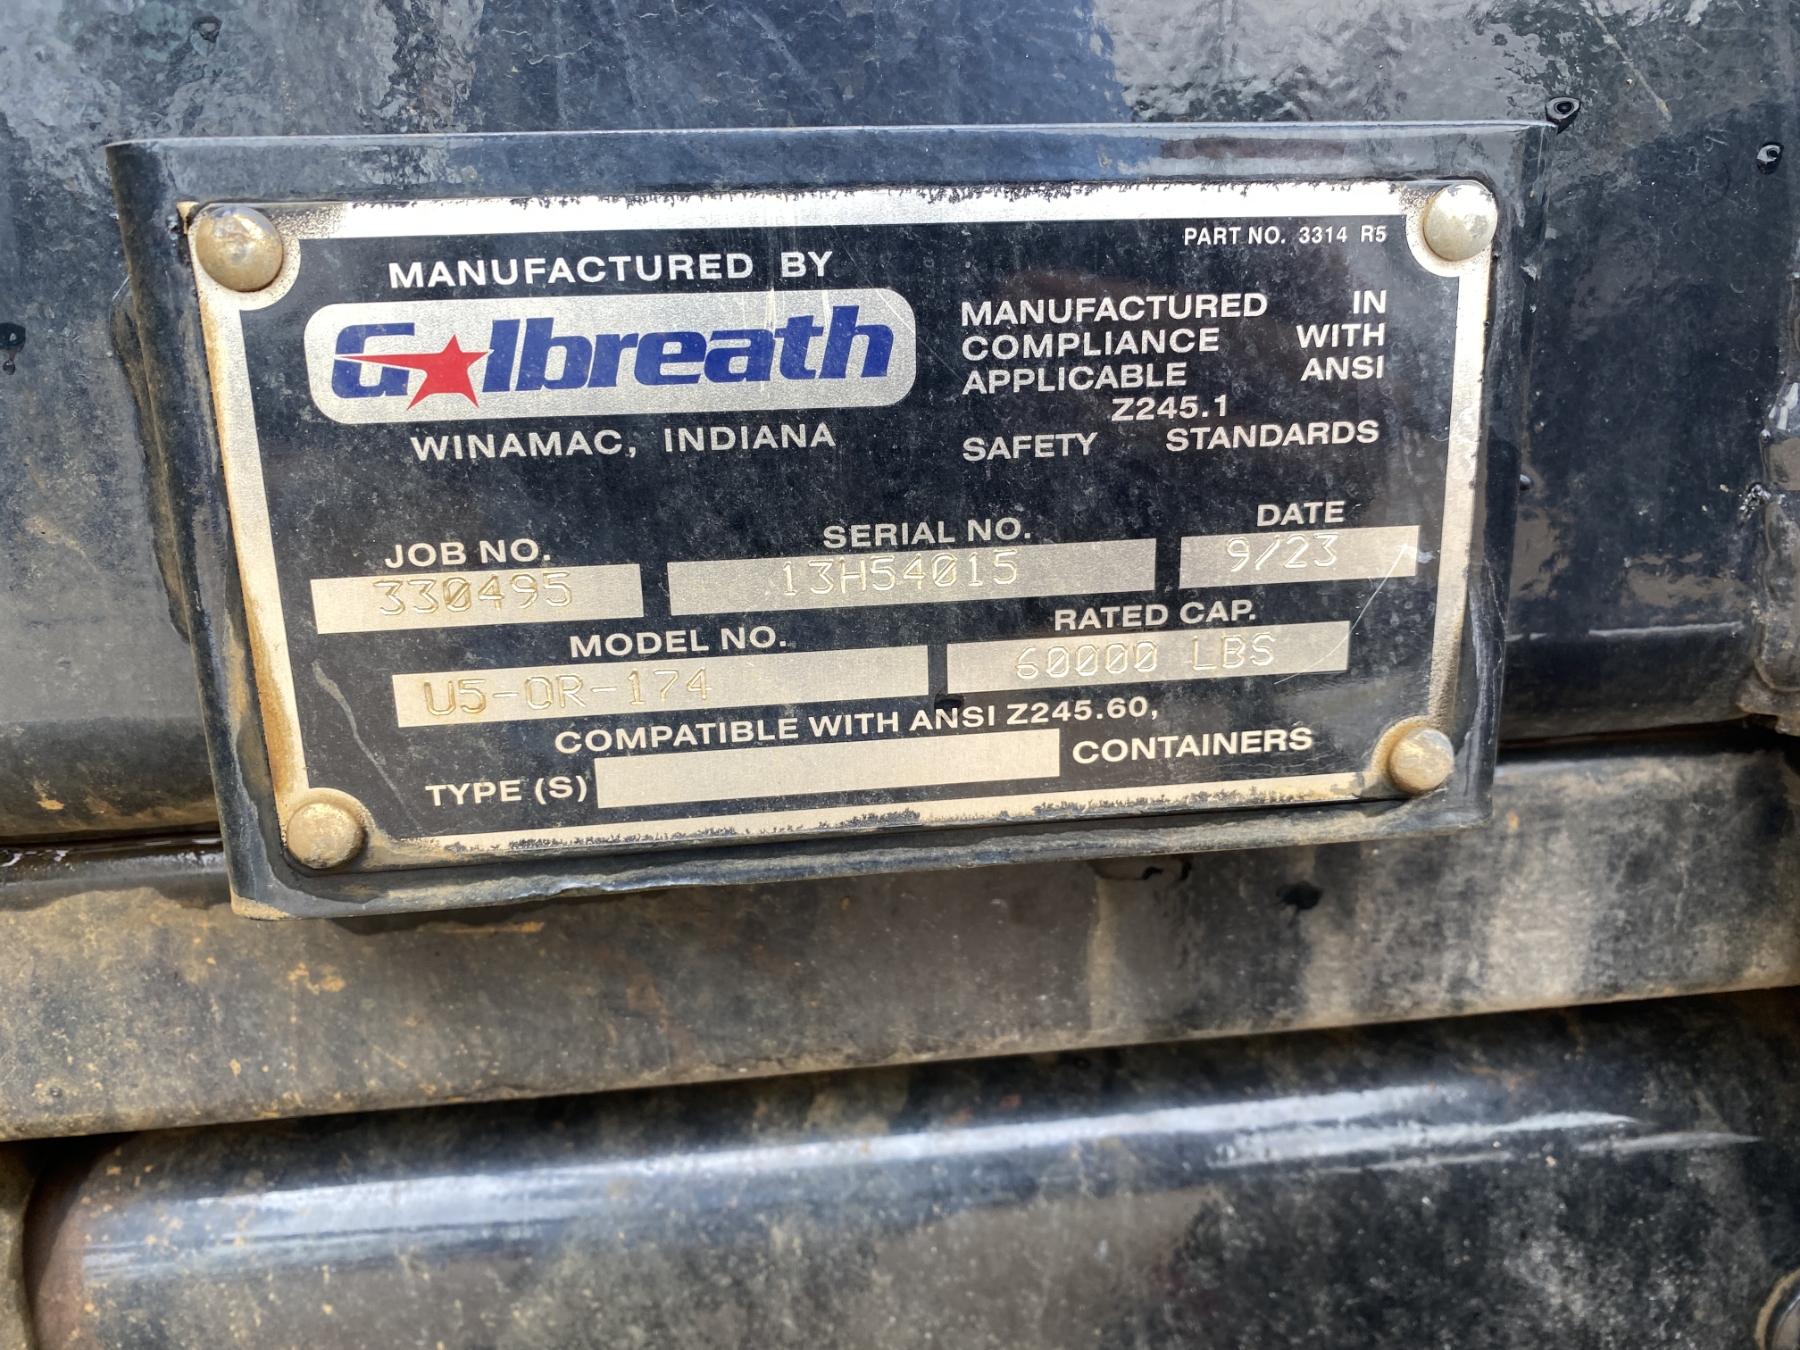 PART NO. 3314 R5
MANUFACTURED BY
Galbreath
WINAMAC, INDIANA
MANUFACTURED IN
COMPLIANCE WITH
APPLICABLE ANSI
Z245.1
SAFETY STANDARDS
JOB NO. SERIAL NO. DATE
330495 13H54015 9/23
MODEL NO. RATED CAP.
U5-OR-174 60000 LBS
COMPATIBLE WITH ANSI Z245.60,
TYPE (S) CONTAINERS